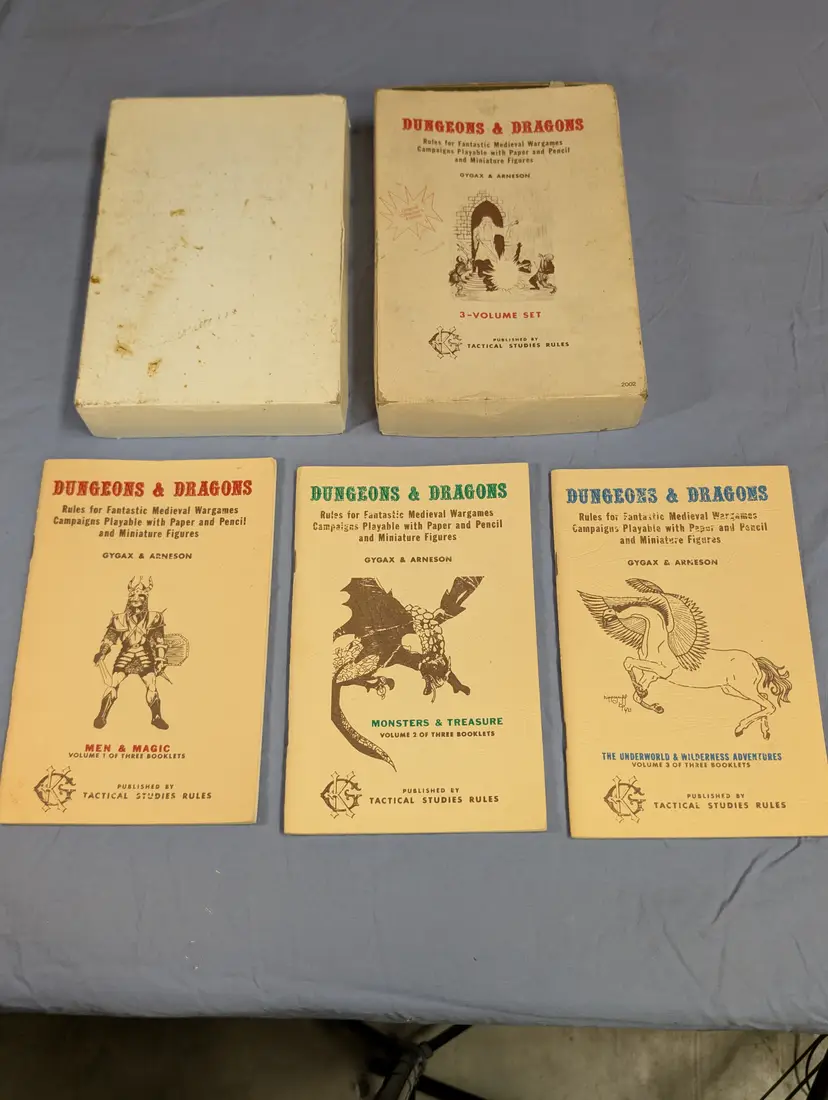 DUNGEONS & DRAGONS
Rules for Fantastic Medieval Wargames
Campaigns Playable with Paper and Pencil
and Miniature Figures
GYGAX & ARNESON
3-VOLUME SET
PUBLISHED BY
TACTICAL STUDIES RULES
2002
DUNGEONS & DRAGONS
Rules for Fantastic Medieval Wargames
Campaigns Playable with Paper and Pencil
and Miniature Figures
GYGAX & ARNESON
MEN & MAGIC
VOLUME 1 OF THREE BOOKLETS
PUBLISHED BY
TACTICAL STUDIES RULES
DUNGEONS & DRAGONS
Rules for Fantastic Medieval Wargames
Campaigns Playable with Paper and Pencil
and Miniature Figures
GYGAX & ARNESON
MONSTERS & TREASURE
VOLUME 2 OF THREE BOOKLETS
PUBLISHED BY
TACTICAL STUDIES RULES
DUNGEONS & DRAGONS
Rules for Fantastic Medieval Wargames
Campaigns Playable with Paper and Pencil
and Miniature Figures
GYGAX & ARNESON
THE UNDERWORLD & WILDERNESS ADVENTURES
VOLUME 3 OF THREE BOOKLETS
PUBLISHED BY
TACTICAL STUDIES RULES